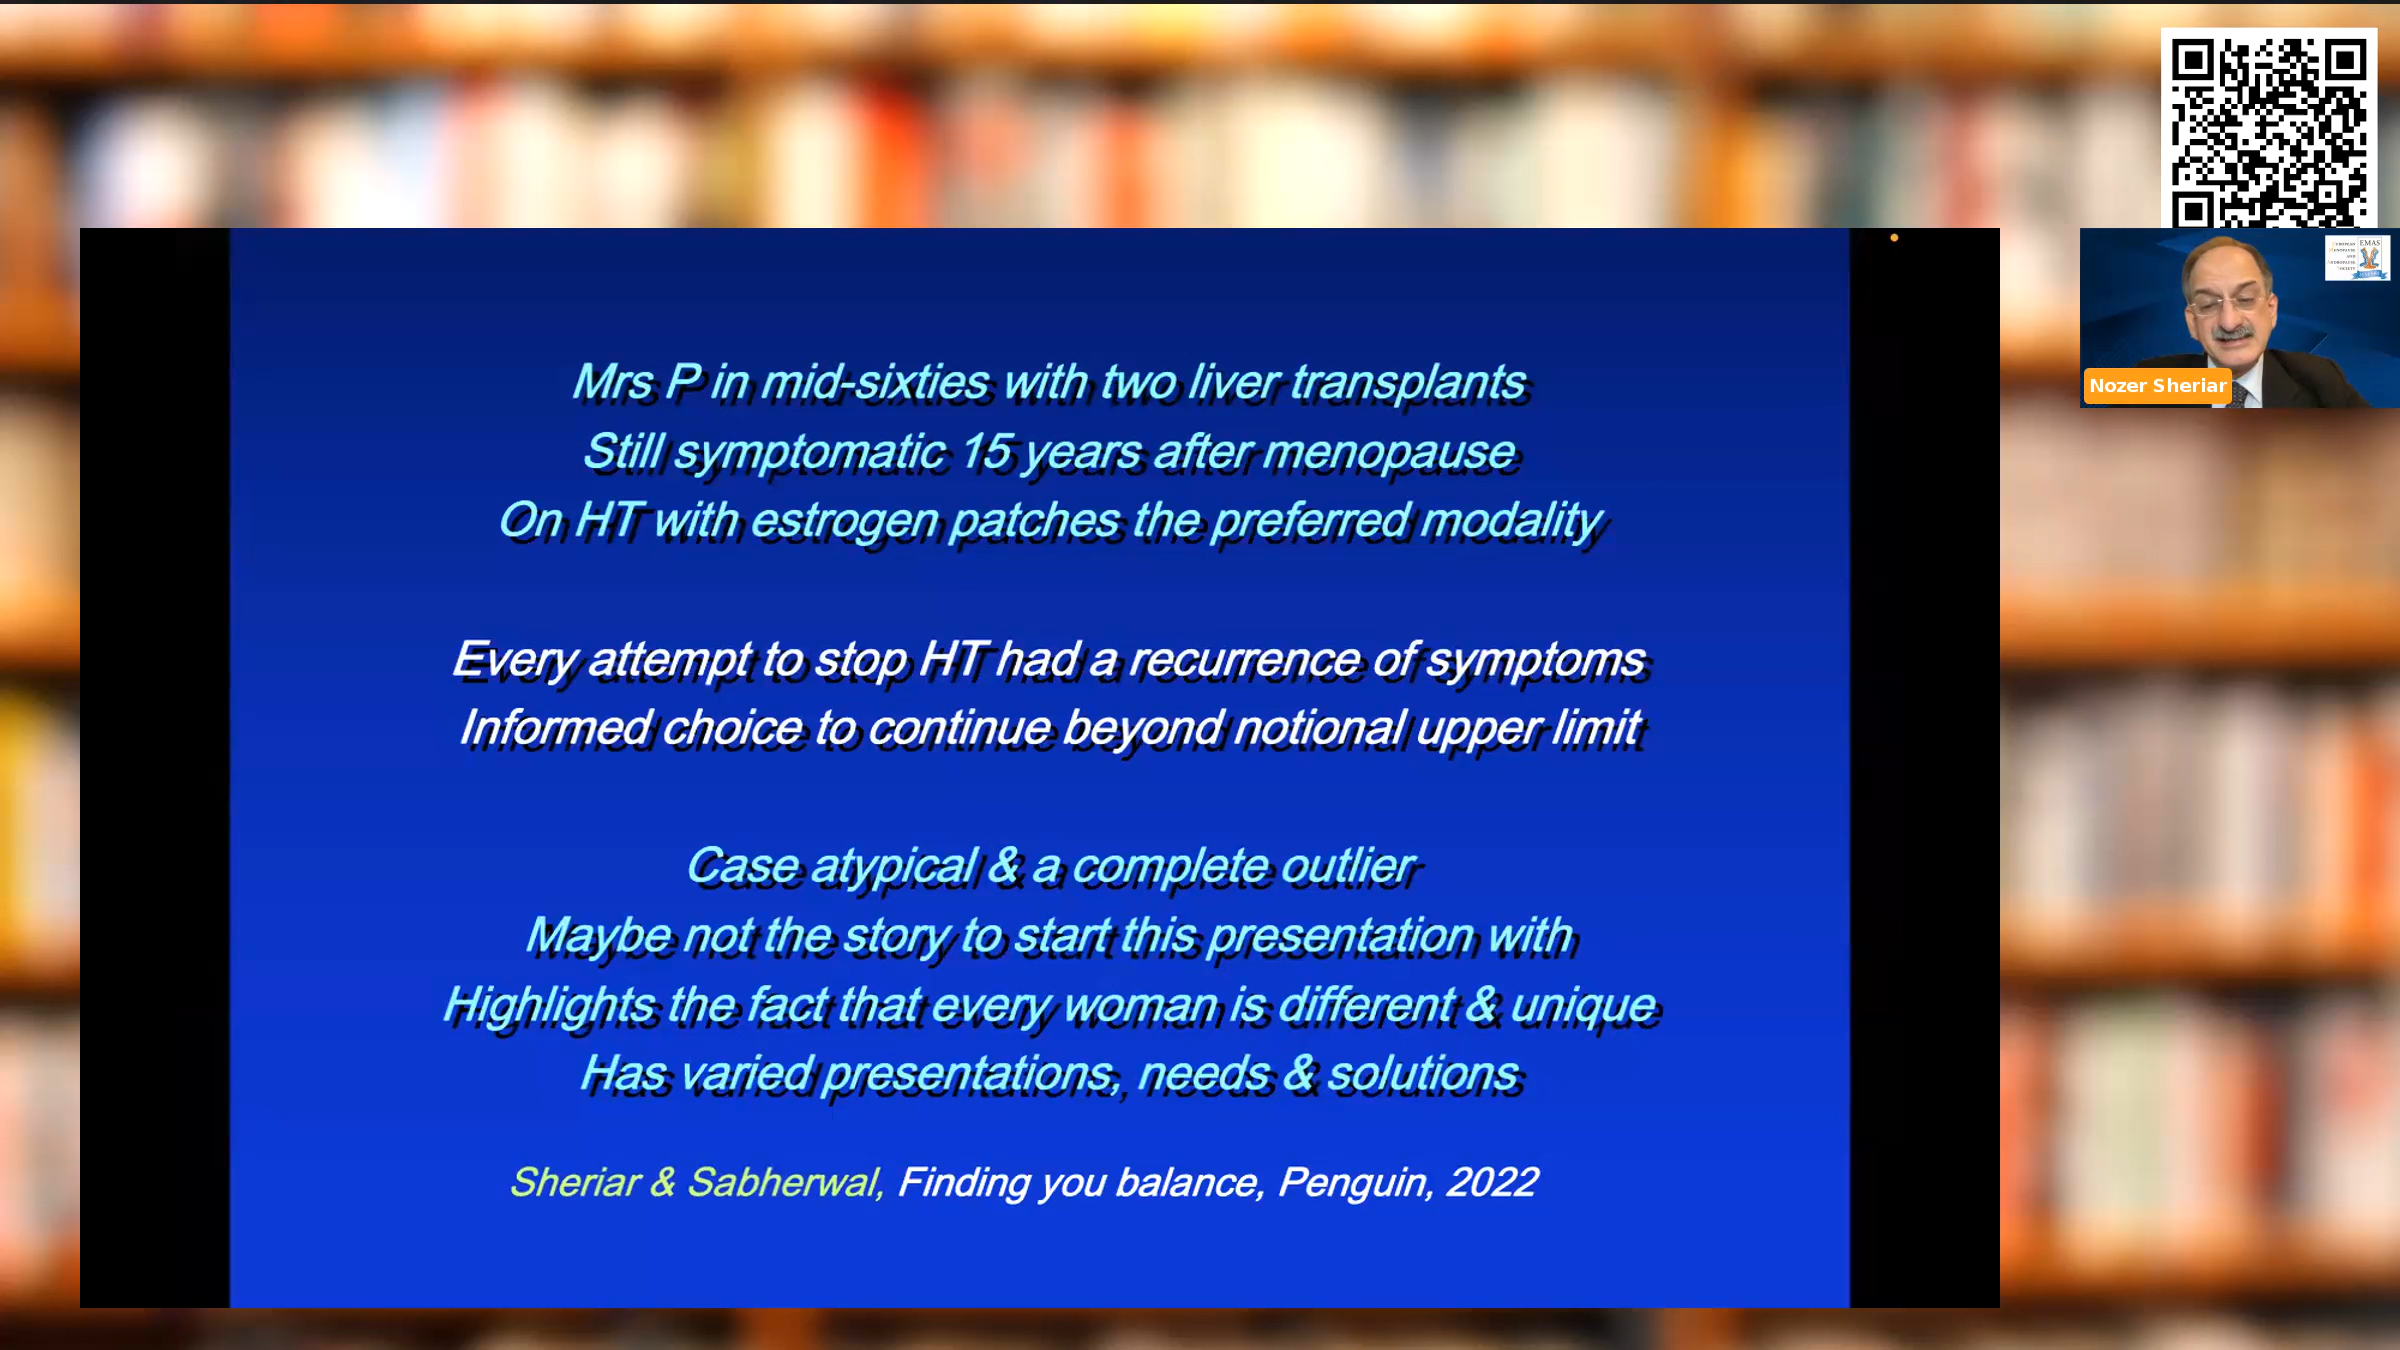 Mrs P in mid-sixties with two liver transplants
Still symptomatic 15 years after menopause
On HT with estrogen patches the preferred modality
Every attempt to stop HT had a recurrence of symptoms
Informed choice to continue beyond notional upper limit
Case atypical & a complete outlier
Maybe not the story to start this presentation with
Highlights the fact that every woman is different & unique
Has varied presentations, needs & solutions
Sheriar & Sabherwal, Finding you balance, Penguin, 2022
EMAS
Nozer Sheriar